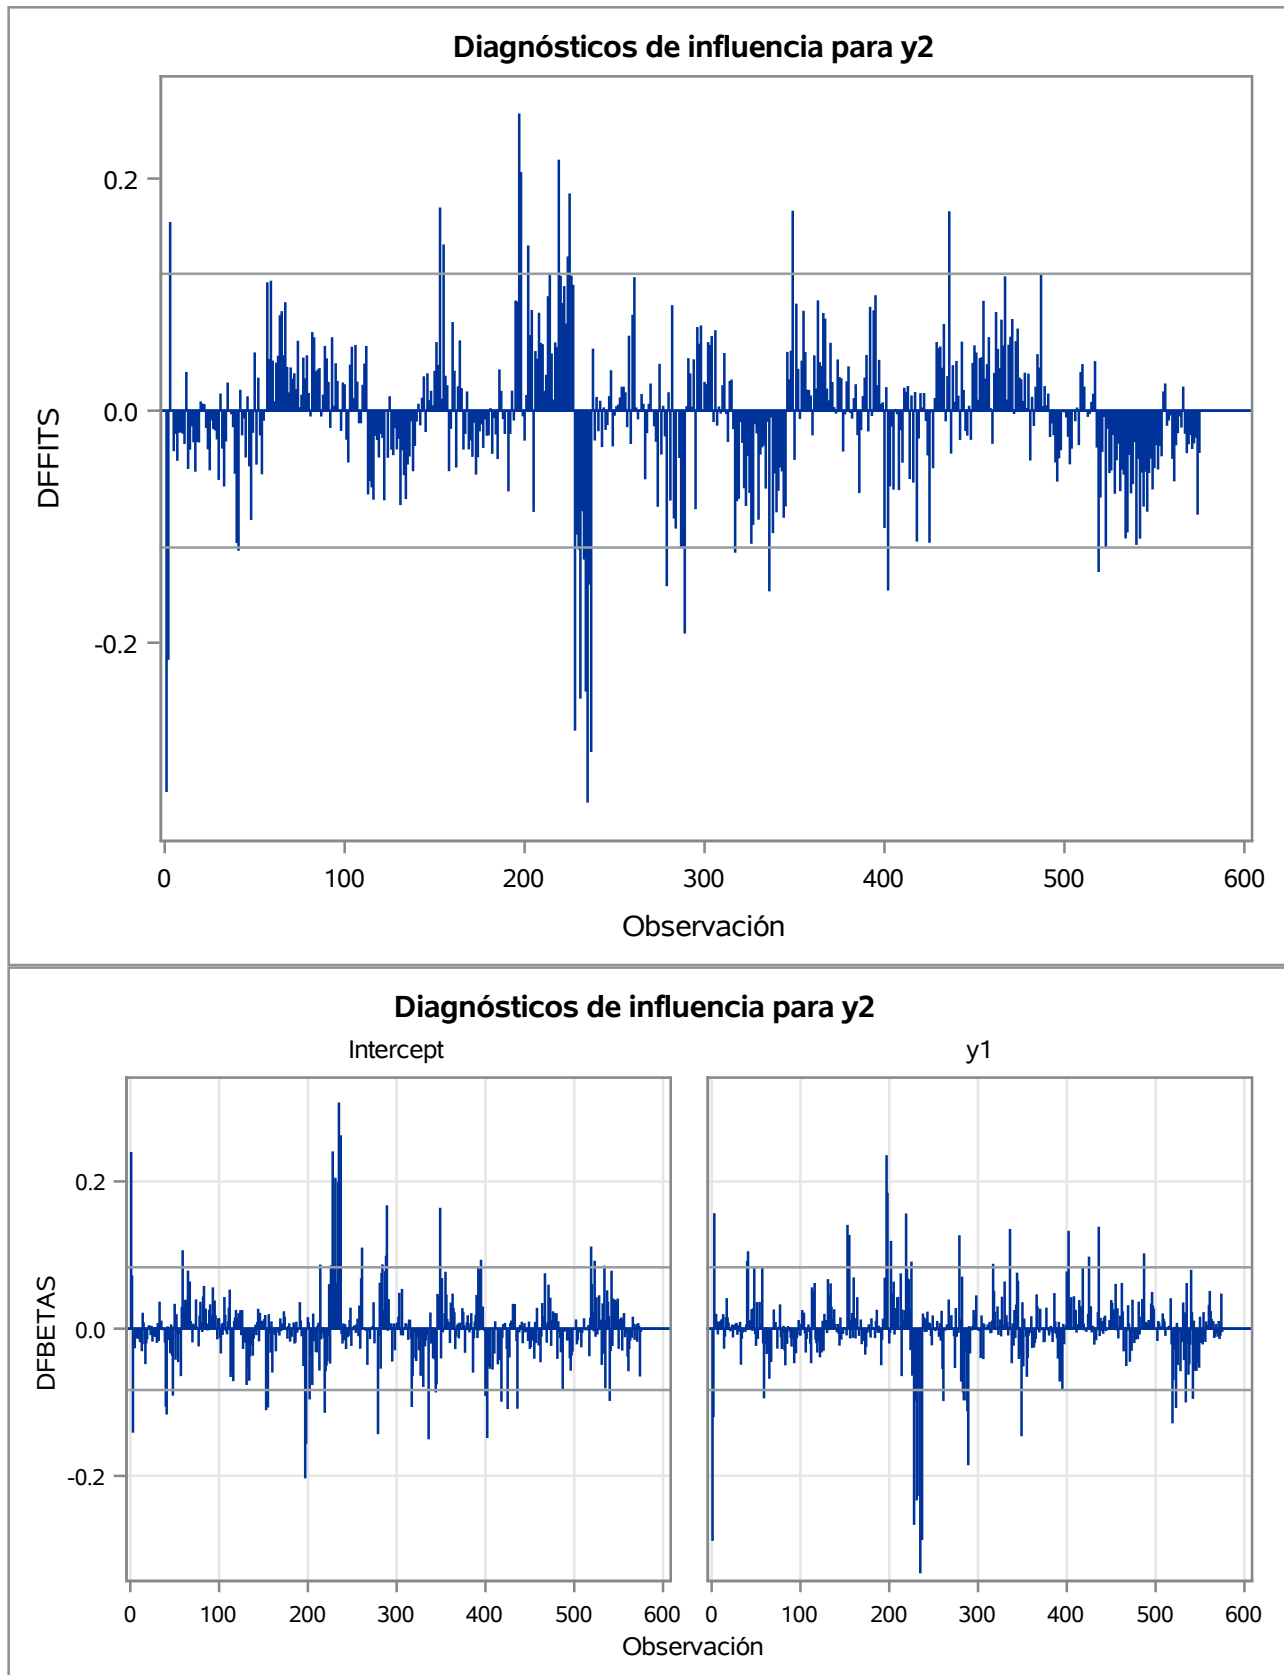 Diagnósticos de influencia para y2
0.2
0.0
-0.2
DFFITS
0 100 200 300 400 500 600
Observación
Diagnósticos de influencia para y2
Intercept y1
0.2
0.0
-0.2
DFBETAS
0 100 200 300 400 500 600 0 100 200 300 400 500 600
Observación